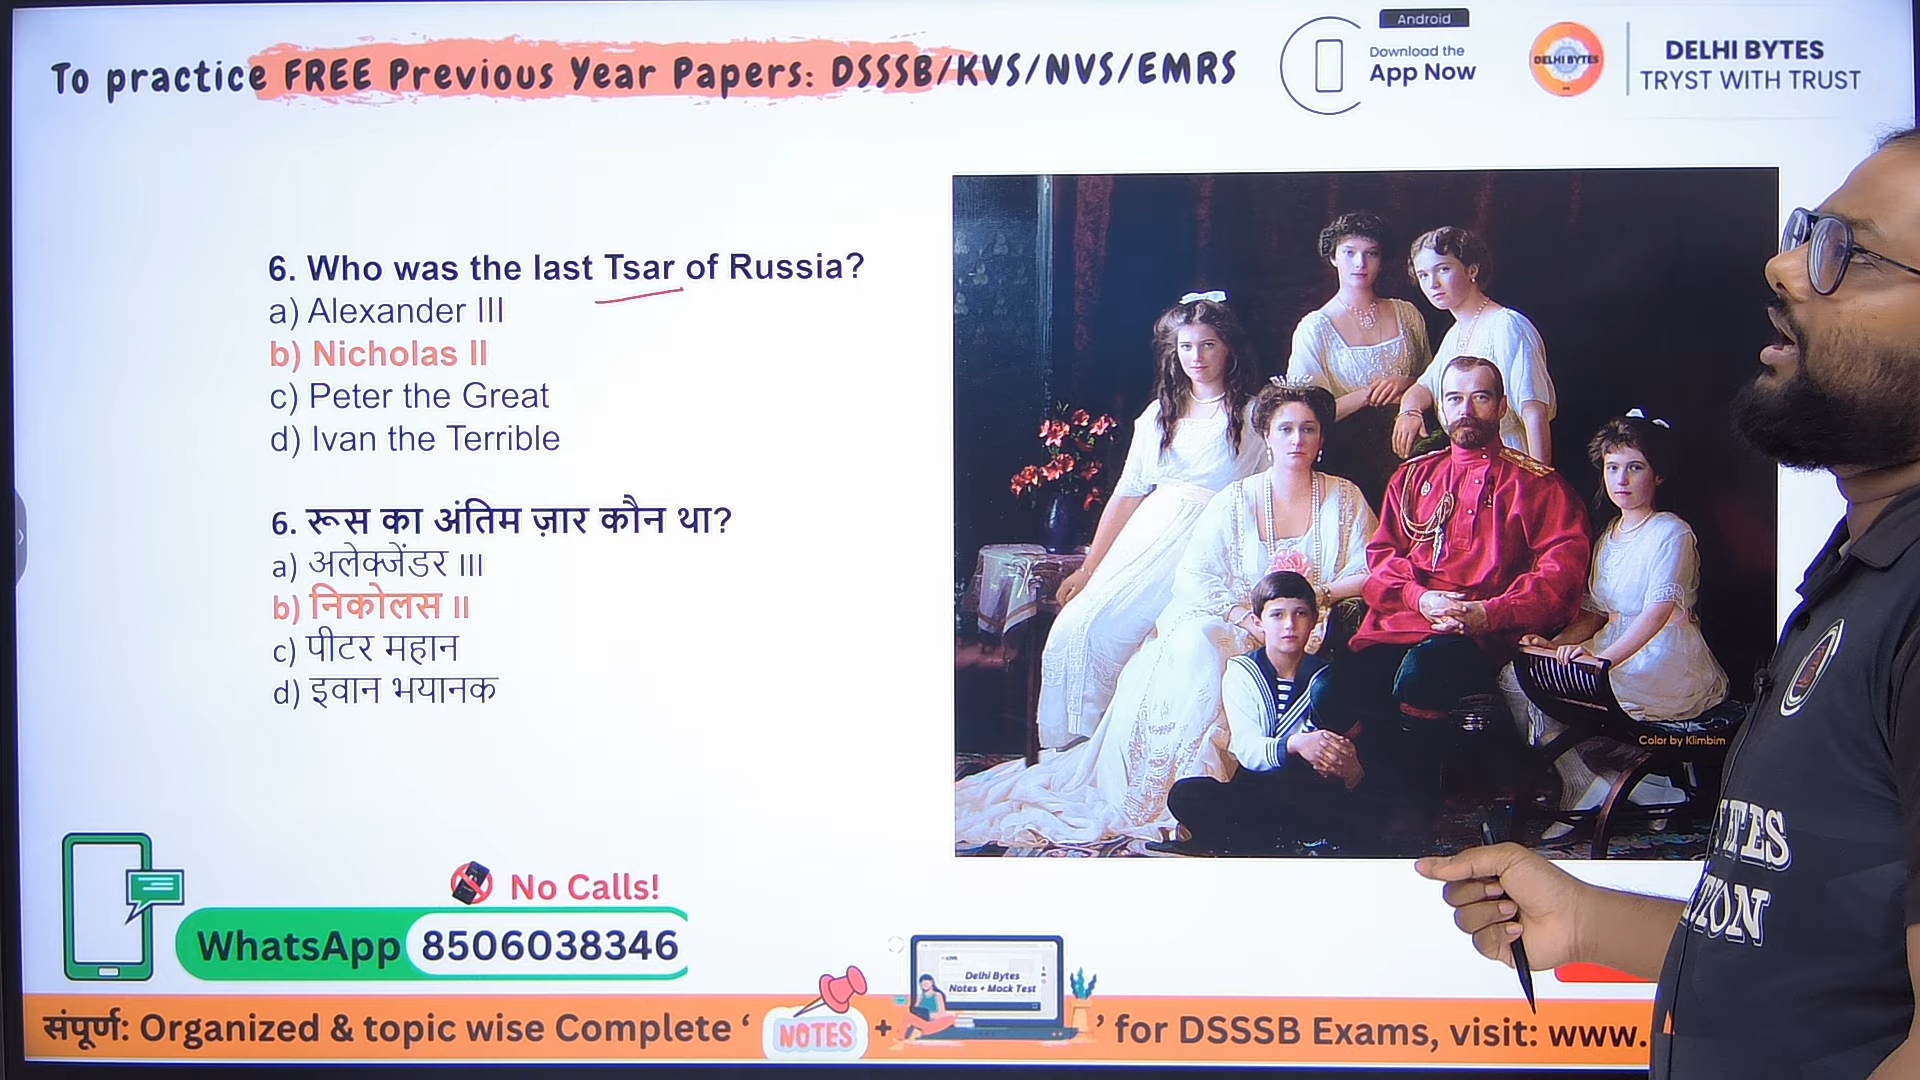 To practice FREE Previous Year Papers: DSSSB/KVS/NVS/EMRS
Android
Download the
App Now
DELHI BYTES
DELHI BYTES
TRYST WITH TRUST
6. Who was the last Tsar of Russia?
a) Alexander III
b) Nicholas II
c) Peter the Great
d) Ivan the Terrible
6. रूस का अंतिम ज़ार कौन था?
a) अलेक्जेंडर III
b) निकोलस II
c) पीटर महान
d) इवान भयानक
Color by Klimbim
No Calls!
WhatsApp 8506038346
Delhi Bytes
Notes + Mock Test
संपूर्ण: Organized & topic wise Complete ‘ NOTES + ’ for DSSSB Exams, visit: www.